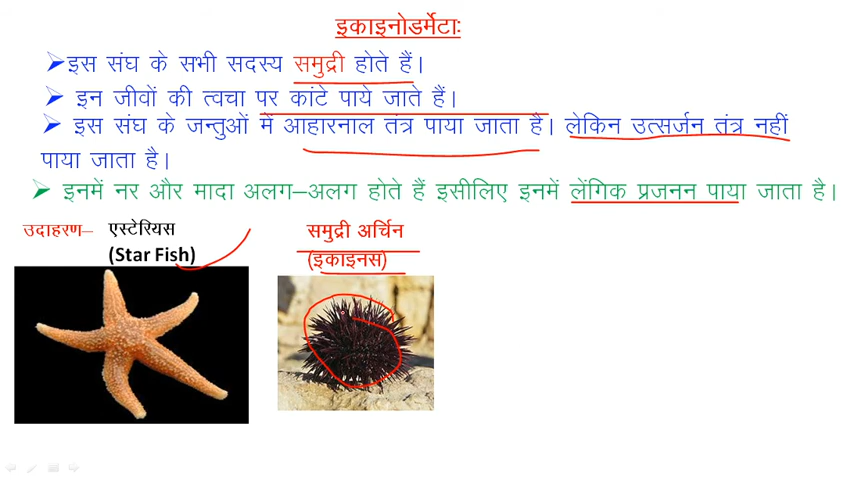 इकाइनोडर्मेटाः
➢इस संघ के सभी सदस्य समुद्री होते हैं।
➢ इन जीवों की त्वचा पर कांटे पाये जाते हैं।
➢ इस संघ के जन्तुओं में आहारनाल तंत्र पाया जाता है। लेकिन उत्सर्जन तंत्र नहीं
पाया जाता है।
➢ इनमें नर और मादा अलग–अलग होते हैं इसीलिए इनमें लेंगिक प्रजनन पाया जाता है।
उदाहरण– एस्टेरियस
(Star Fish)
समुद्री अर्चिन
(इकाइनस)